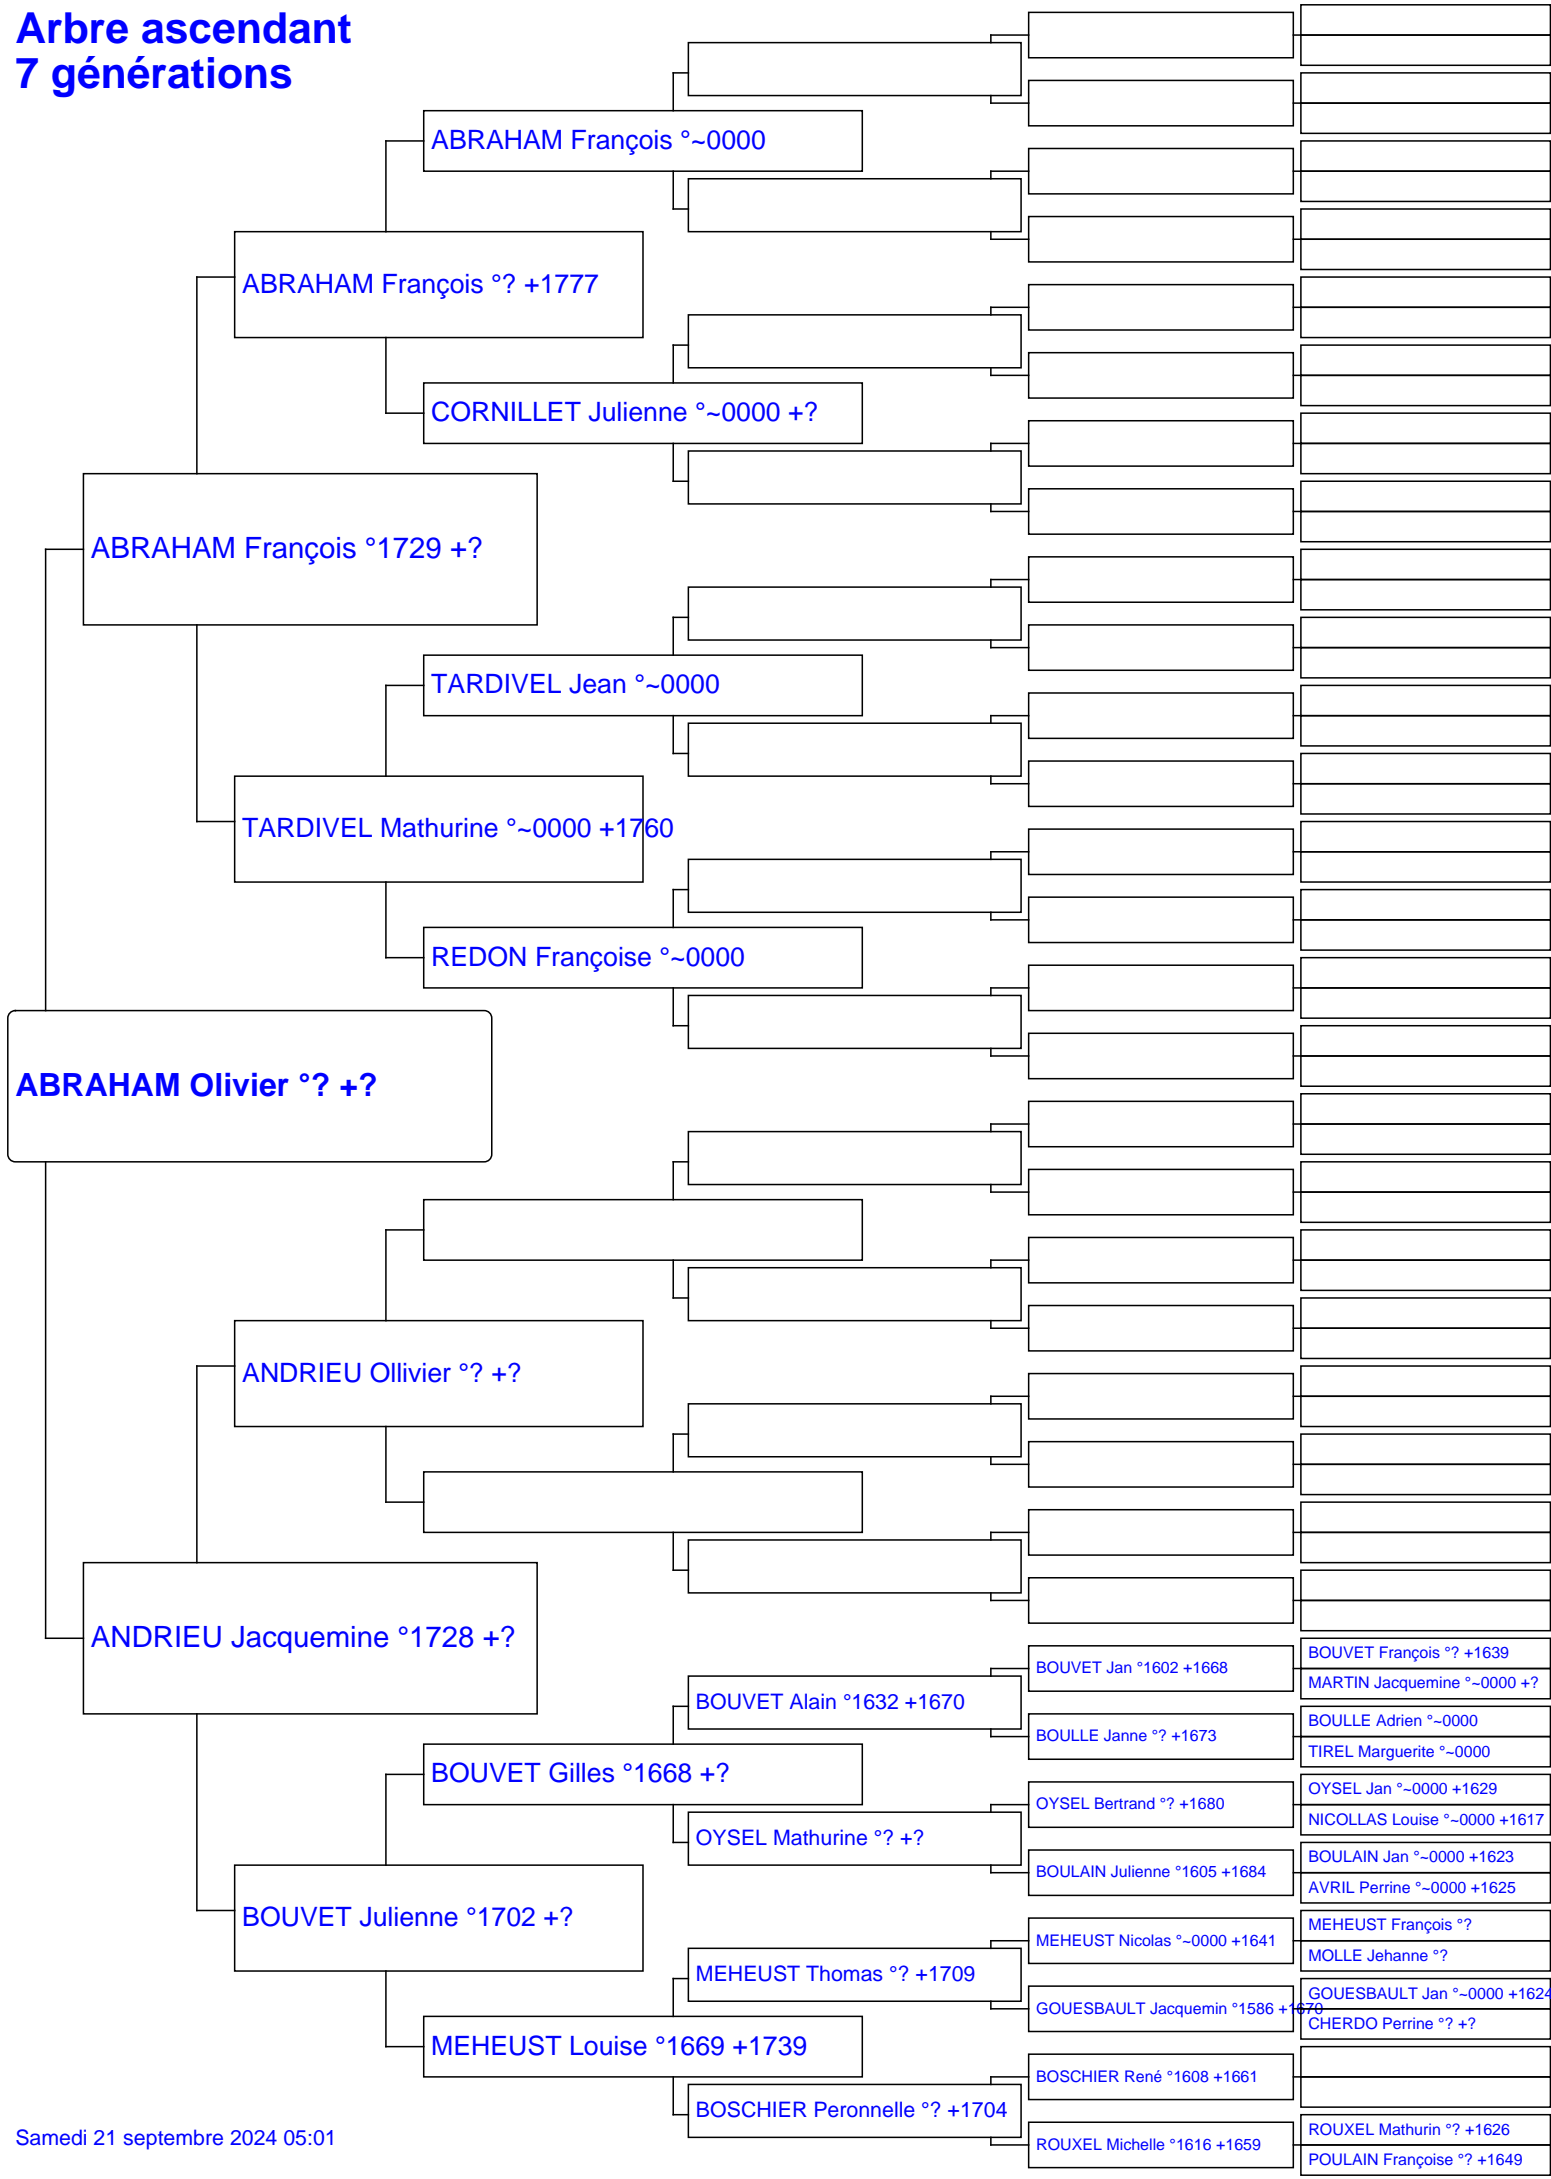 Arbre ascendant
7 générations
ABRAHAM François °~0000
ABRAHAM François °? +1777
CORNILLET Julienne °~0000 +?
ABRAHAM François °1729 +?
TARDIVEL Jean °~0000
TARDIVEL Mathurine °~0000 +1760
REDON Françoise °~0000
ABRAHAM Olivier °? +?
ANDRIEU Ollivier °? +?
ANDRIEU Jacquemine °1728 +?
BOUVET François °? +1639
BOUVET Jan °1602 +1668
MARTIN Jacquemine °~0000 +?
BOUVET Alain °1632 +1670
BOULLE Adrien °~0000
BOULLE Janne °? +1673
TIREL Marguerite °~0000
BOUVET Gilles °1668 +?
OYSEL Jan °~0000 +1629
OYSEL Bertrand °? +1680
NICOLLAS Louise °~0000 +1617
OYSEL Mathurine °? +?
BOULAIN Jan °~0000 +1623
BOULAIN Julienne °1605 +1684
AVRIL Perrine °~0000 +1625
BOUVET Julienne °1702 +?
MEHEUST François °?
MEHEUST Nicolas °~0000 +1641
MOLLE Jehanne °?
MEHEUST Thomas °? +1709
GOUESBAULT Jan °~0000 +1624
GOUESBAULT Jacquemin °1586 +1670
CHERDO Perrine °? +?
MEHEUST Louise °1669 +1739
BOSCHIER René °1608 +1661
BOSCHIER Peronnelle °? +1704
ROUXEL Mathurin °? +1626
ROUXEL Michelle °1616 +1659
POULAIN Françoise °? +1649
Samedi 21 septembre 2024 05:01